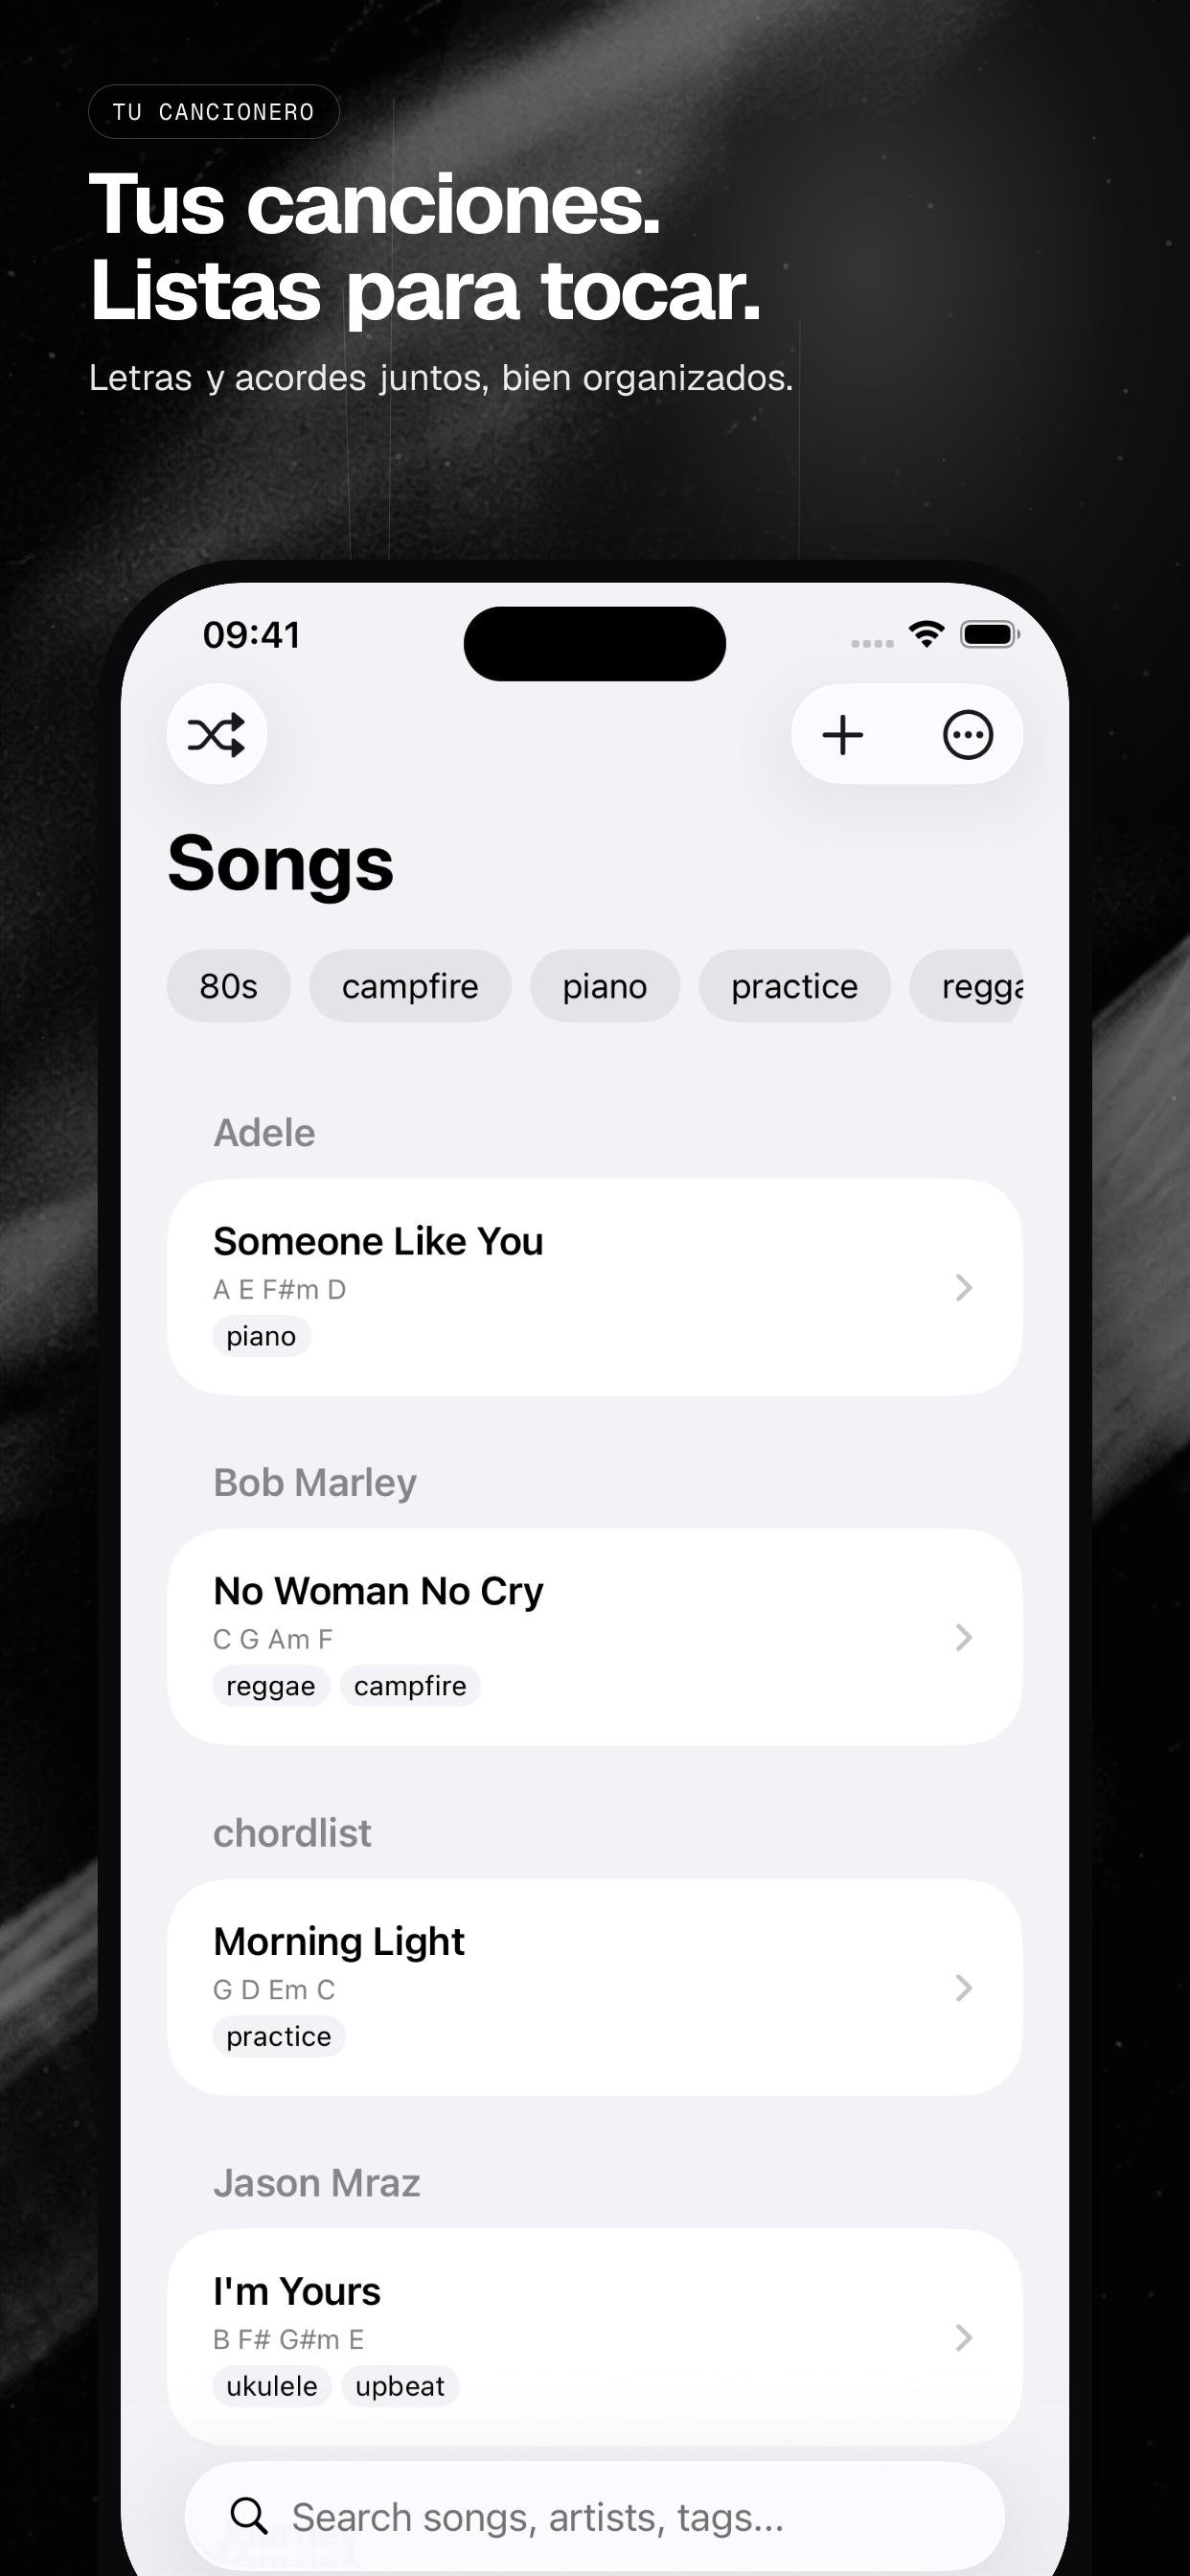 TU CANCIONERO
Tus canciones.
Listas para tocar.
Letras y acordes juntos, bien organizados.
09:41
Songs
80s campfire piano practice regga
Adele
Someone Like You
A E F#m D
piano
Bob Marley
No Woman No Cry
C G Am F
reggae campfire
chordlist
Morning Light
G D Em C
practice
Jason Mraz
I'm Yours
B F# G#m E
ukulele upbeat
Search songs, artists, tags...